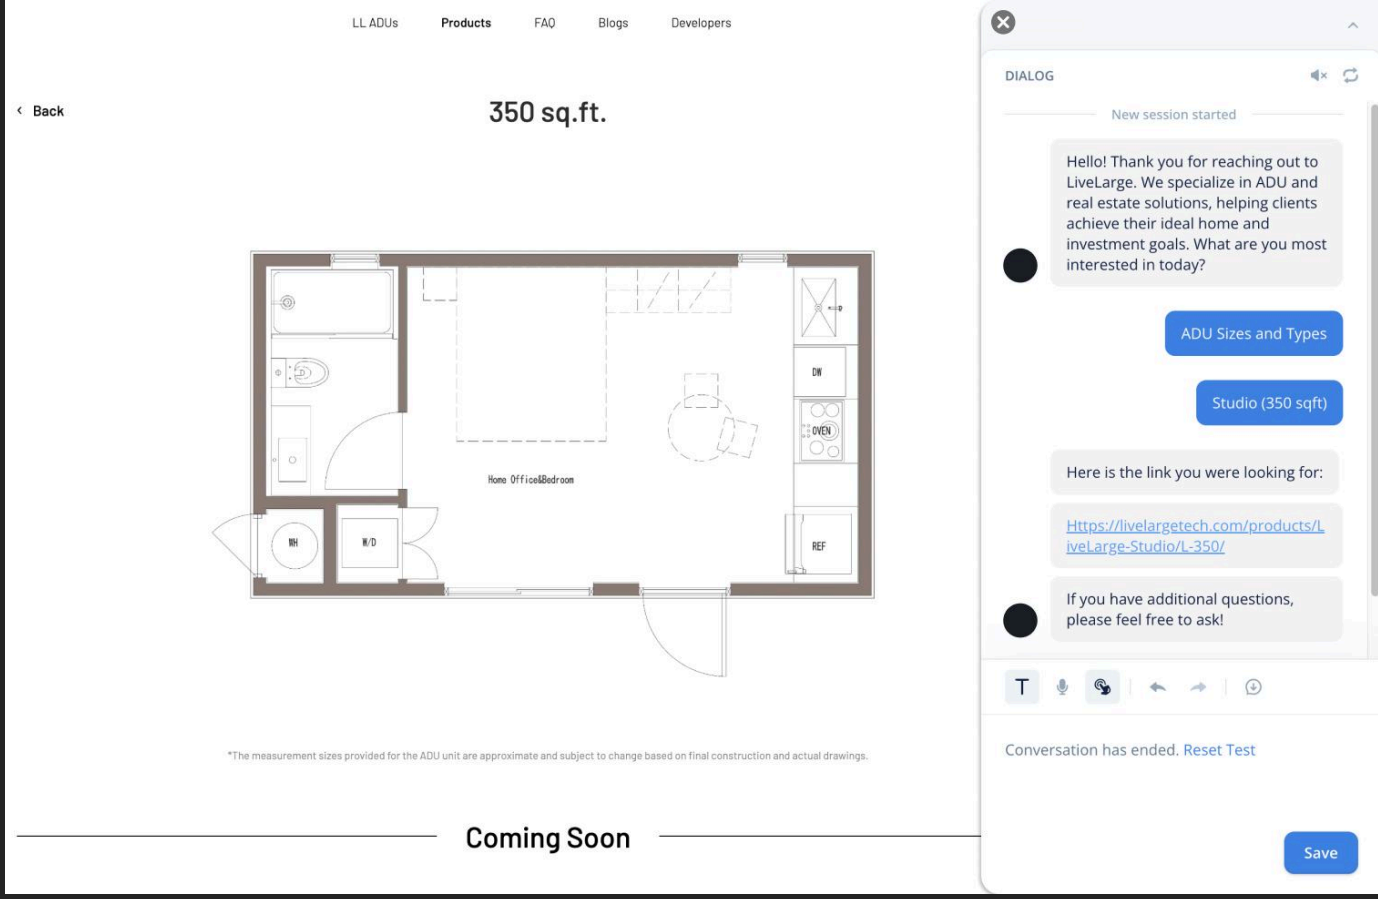 LL ADUs
Products
FAQ
Blogs
Developers
Back
350 sq.ft.
DW
OVEN
Home Office&Bedroom
WH
W/D
REF
*The measurement sizes provided for the ADU unit are approximate and subject to change based on final construction and actual drawings.
Coming Soon
DIALOG
New session started
Hello! Thank you for reaching out to
LiveLarge. We specialize in ADU and
real estate solutions, helping clients
achieve their ideal home and
investment goals. What are you most
interested in today?
ADU Sizes and Types
Studio (350 sqft)
Here is the link you were looking for:
Https://livelargetech.com/products/L
iveLarge-Studio/L-350/
If you have additional questions,
please feel free to ask!
T
Conversation has ended. Reset Test
Save